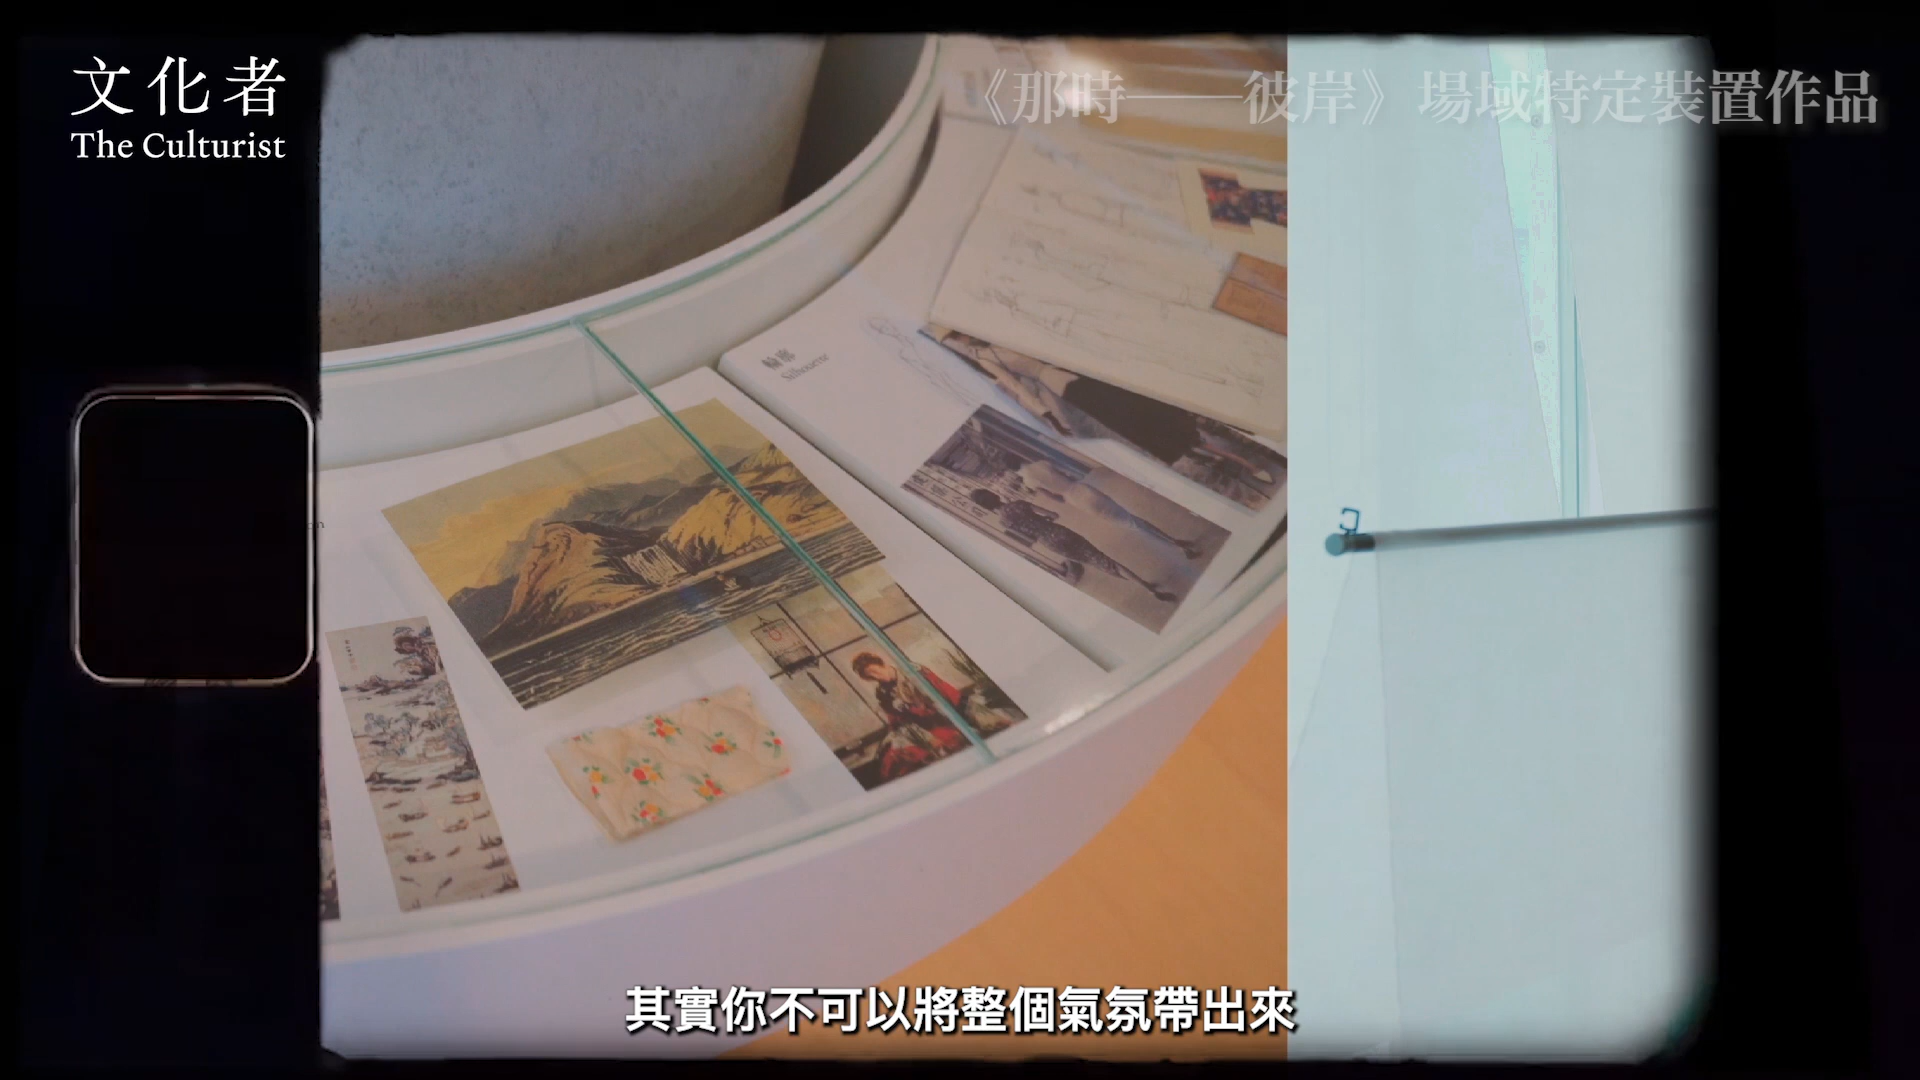 文化者
The Culturist
《那時——彼岸》場域特定裝置作品
輪廓
Silhouette
其實你不可以將整個氣氛帶出來